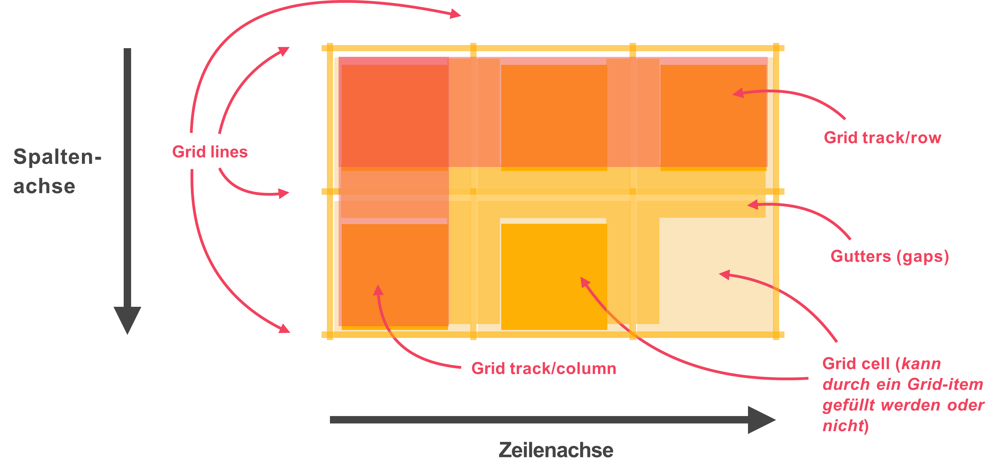 Spalten-
achse
Grid lines
Grid track/row
Gutters (gaps)
Grid track/column
Grid cell (kann
durch ein Grid-item
gefüllt werden oder
nicht)
Zeilenachse